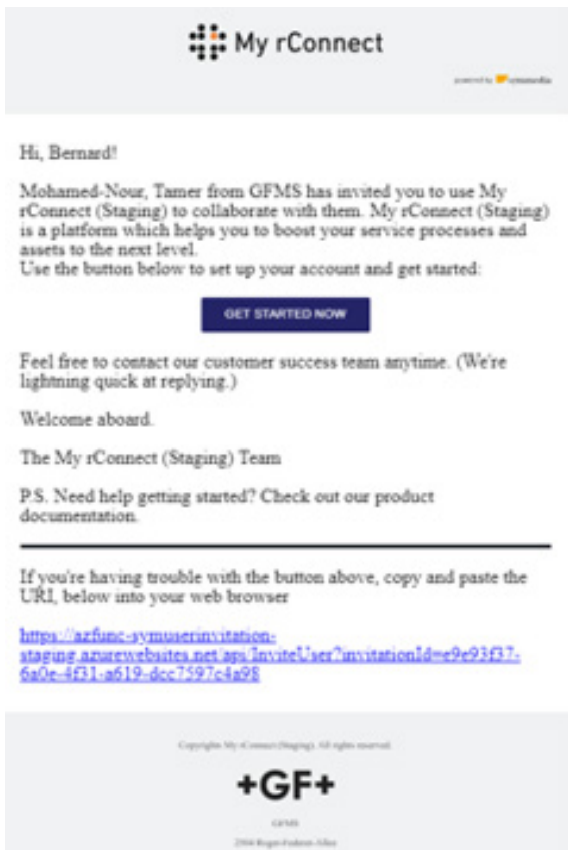 My rConnect
powered by symmedia
Hi, Bernard!
Mohamed-Nour, Tamer from GFMS has invited you to use My
rConnect (Staging) to collaborate with them. My rConnect (Staging)
is a platform which helps you to boost your service processes and
assets to the next level.
Use the button below to set up your account and get started:
GET STARTED NOW
Feel free to contact our customer success team anytime. (We're
lightning quick at replying.)
Welcome aboard.
The My rConnect (Staging) Team
P.S. Need help getting started? Check out our product
documentation.
If you're having trouble with the button above, copy and paste the
URI, below into your web browser
https://azfunc-symuserinvitation-
staging.azurewebsites.net/api/InviteUser?invitationId=e9e93f37-
6a0e-4f31-a619-dcc7597c4a98
Copyrights My rConnect (Staging). All rights reserved.
+GF+
GFMS